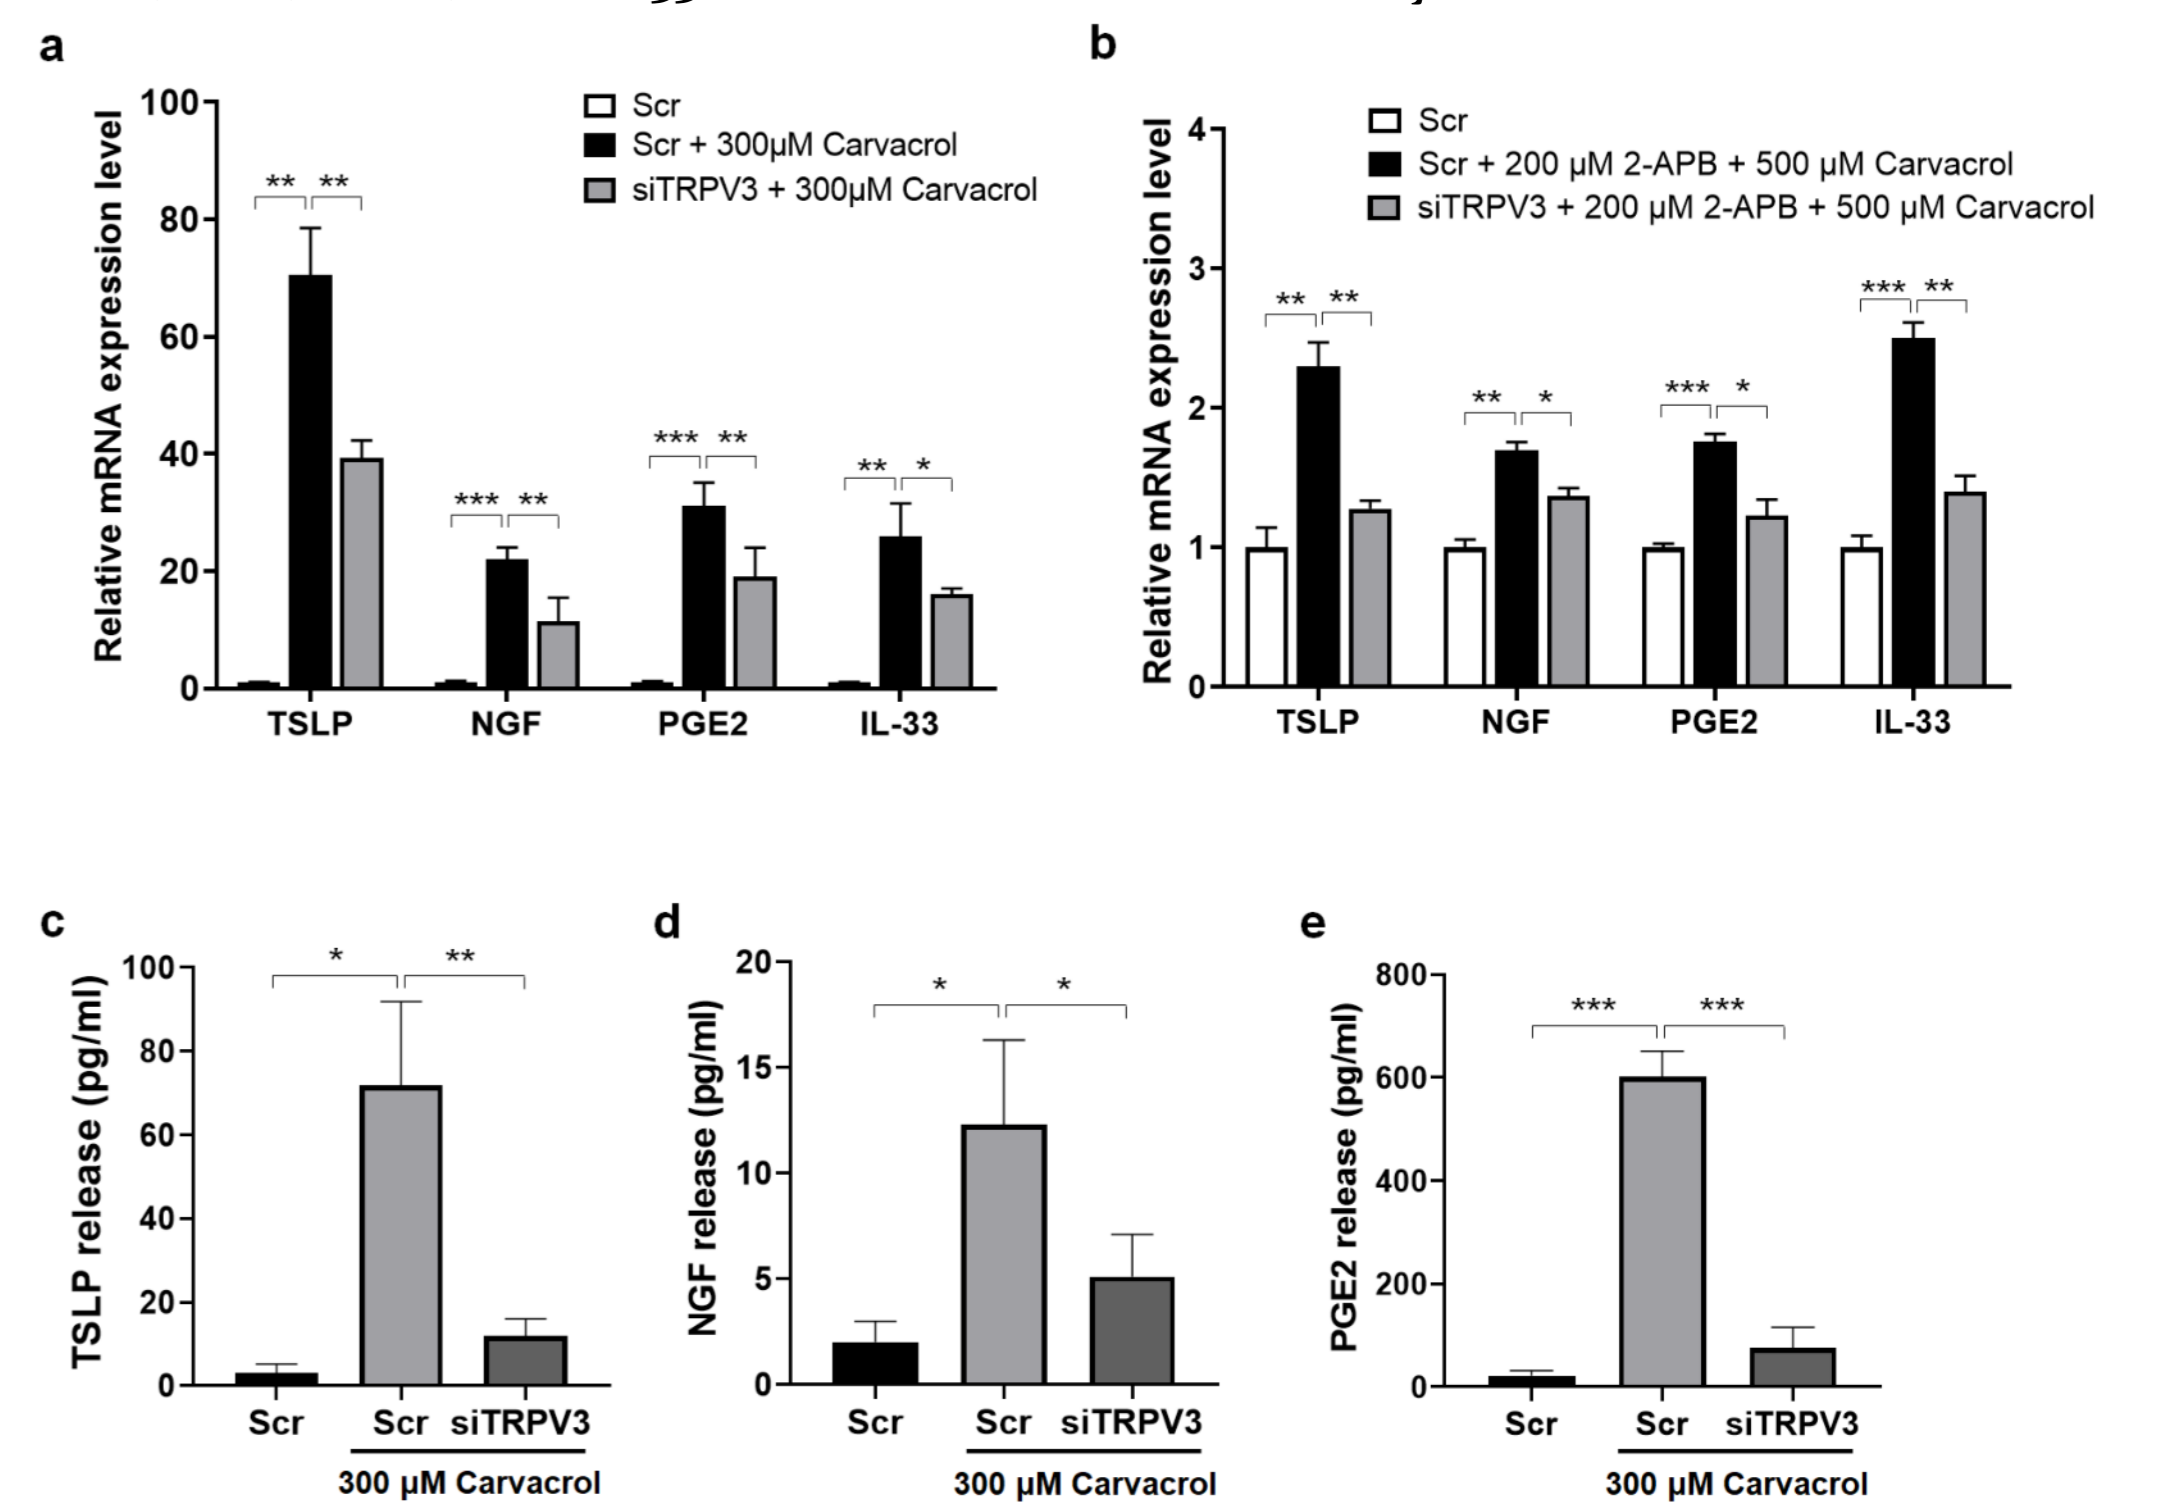 a
Relative mRNA expression level
100
80
60
40
20
0
Scr
Scr + 300µM Carvacrol
siTRPV3 + 300µM Carvacrol
** **
*** **
*** **
** *
TSLP NGF PGE2 IL-33
b
Relative mRNA expression level
4
3
2
1
0
Scr
Scr + 200 µM 2-APB + 500 µM Carvacrol
siTRPV3 + 200 µM 2-APB + 500 µM Carvacrol
** **
** *
*** *
*** **
TSLP NGF PGE2 IL-33
c
TSLP release (pg/ml)
100
80
60
40
20
0
* **
Scr Scr siTRPV3
300 µM Carvacrol
d
NGF release (pg/ml)
20
15
10
5
0
* *
Scr Scr siTRPV3
300 µM Carvacrol
e
PGE2 release (pg/ml)
800
600
400
200
0
*** ***
Scr Scr siTRPV3
300 µM Carvacrol